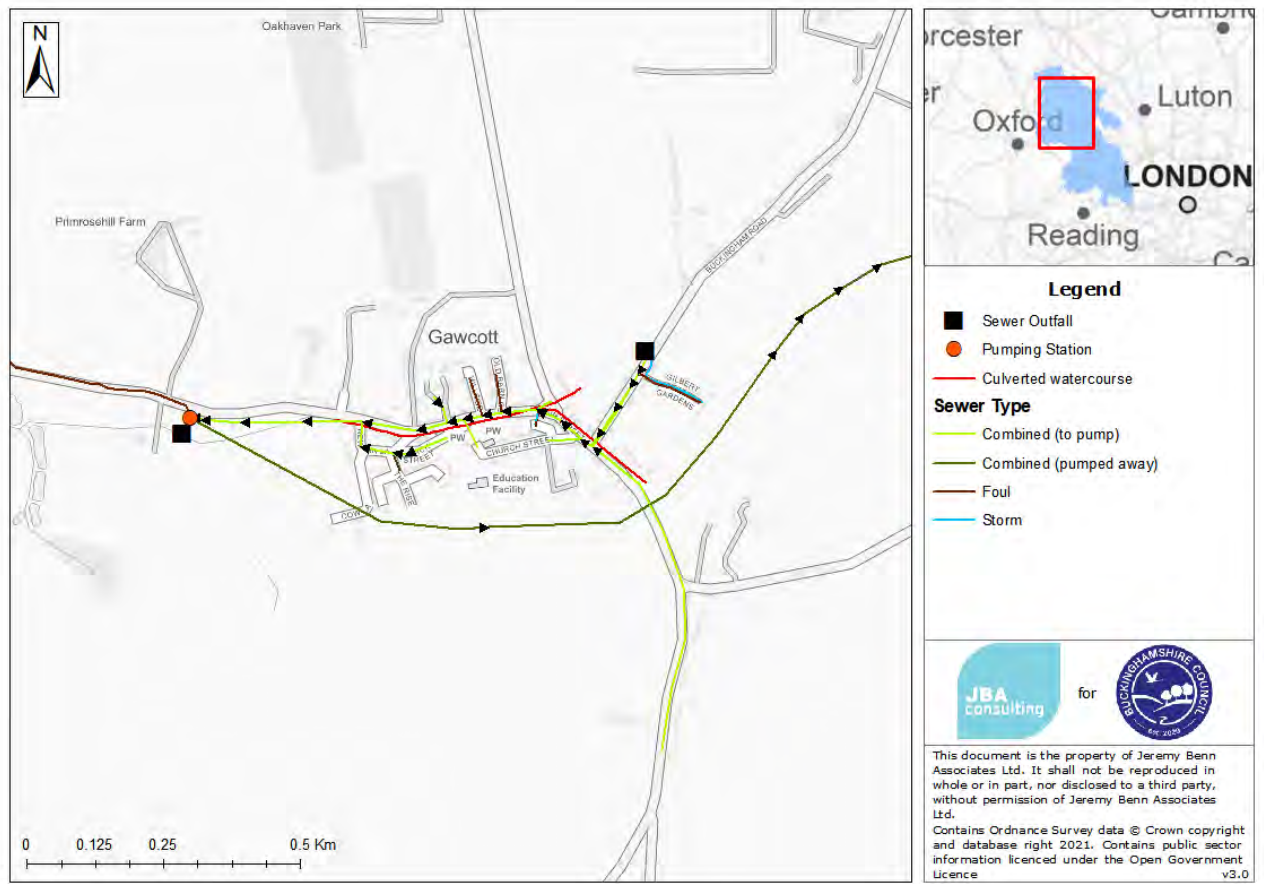 N
Oakhaven Park
Primrosehill Farm
BUCKINGHAM ROAD
Gawcott
GILBERT
GARDENS
PW
PW
CHURCH STREET
STREET
THE RISE
Education
Facility
0 0.125 0.25 0.5 Km
Luton
Oxford
LONDON
Reading
Legend
Sewer Outfall
Pumping Station
Culverted watercourse
Sewer Type
Combined (to pump)
Combined (pumped away)
Foul
Storm
JBA
consulting
for
BUCKINGHAMSHIRE COUNCIL
EST. 2020
This document is the property of Jeremy Benn
Associates Ltd. It shall not be reproduced in
whole or in part, nor disclosed to a third party,
without permission of Jeremy Benn Associates
Ltd.
Contains Ordnance Survey data © Crown copyright
and database right 2021. Contains public sector
information licenced under the Open Government
Licence v3.0